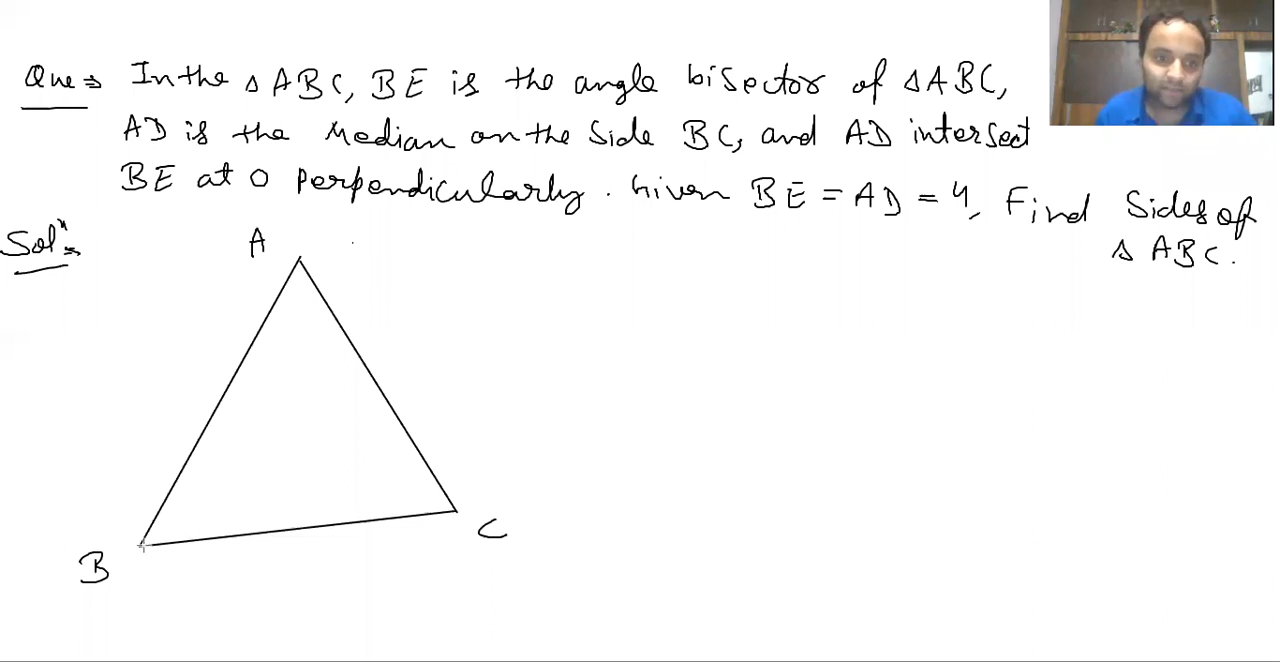 Que ⇒ In the △ABC, BE is the angle bisector of △ABC,
AD is the Median on the Side BC, and AD intersect
BE at O perpendicularly. Given BE = AD = 4, Find Sides of
△ABC.
Solⁿ ⇒
A
B
C